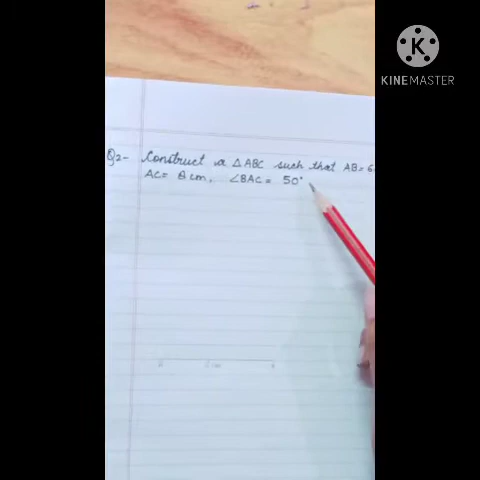 K
KINEMASTER
Q2- Construct a △ABC such that AB= 6
AC= 8 cm, ∠BAC= 50°
A B